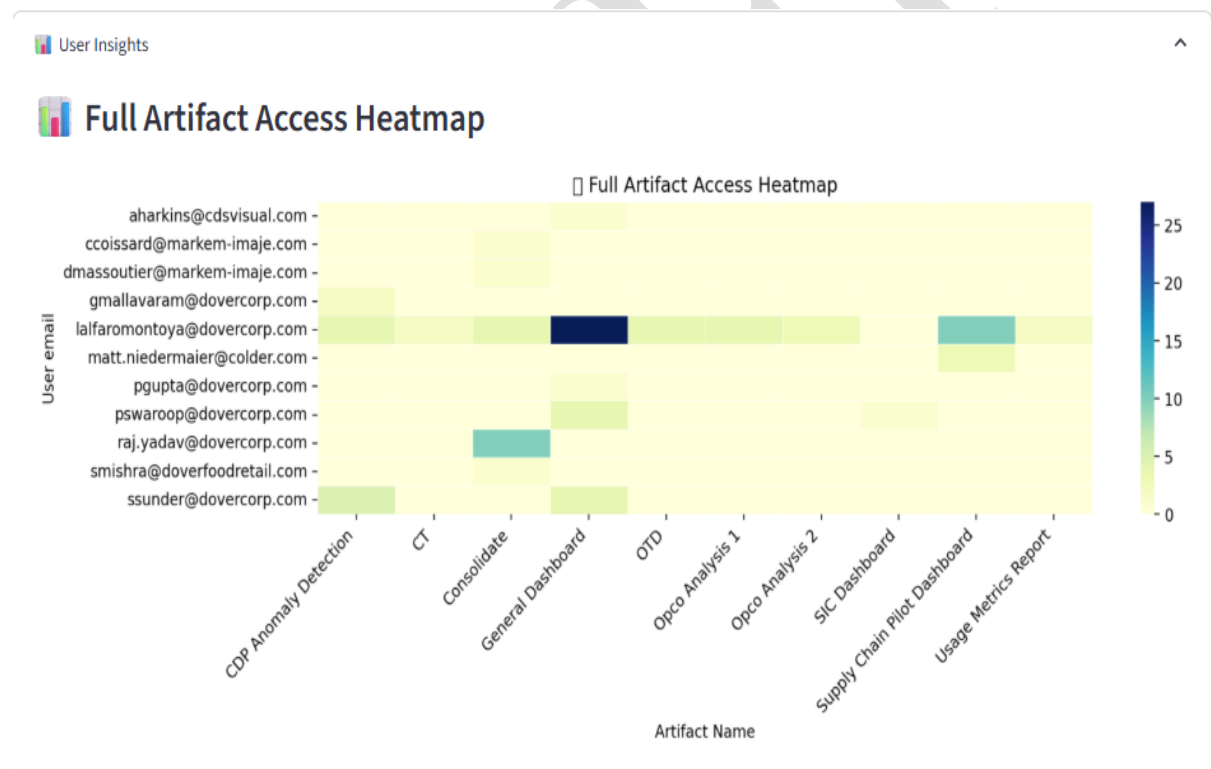 User Insights
Full Artifact Access Heatmap
Full Artifact Access Heatmap
User email
aharkins@cdsvisual.com
ccoissard@markem-imaje.com
dmassoutier@markem-imaje.com
gmallavaram@dovercorp.com
lalfaromontoya@dovercorp.com
matt.niedermaier@colder.com
pgupta@dovercorp.com
pswaroop@dovercorp.com
raj.yadav@dovercorp.com
smishra@doverfoodretail.com
ssunder@dovercorp.com
25
20
15
10
5
0
CDP Anomaly Detection
CT
Consolidate
General Dashboard
OTD
Opco Analysis 1
Opco Analysis 2
SIC Dashboard
Supply Chain Pilot Dashboard
Usage Metrics Report
Artifact Name